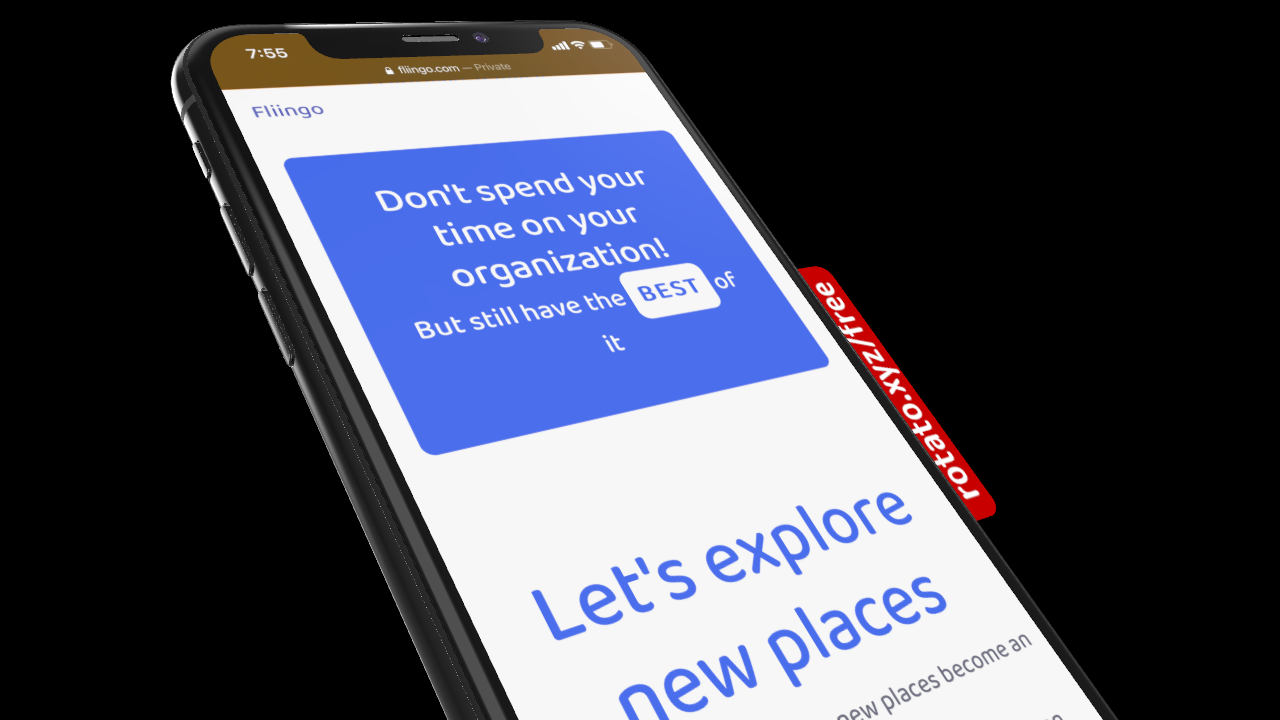 7:55
fliingo.com — Private
Fliingo
Don't spend your
time on your
organization!
But still have the BEST of
it
Let's explore
new places
new places become an
rotato.xyz/free